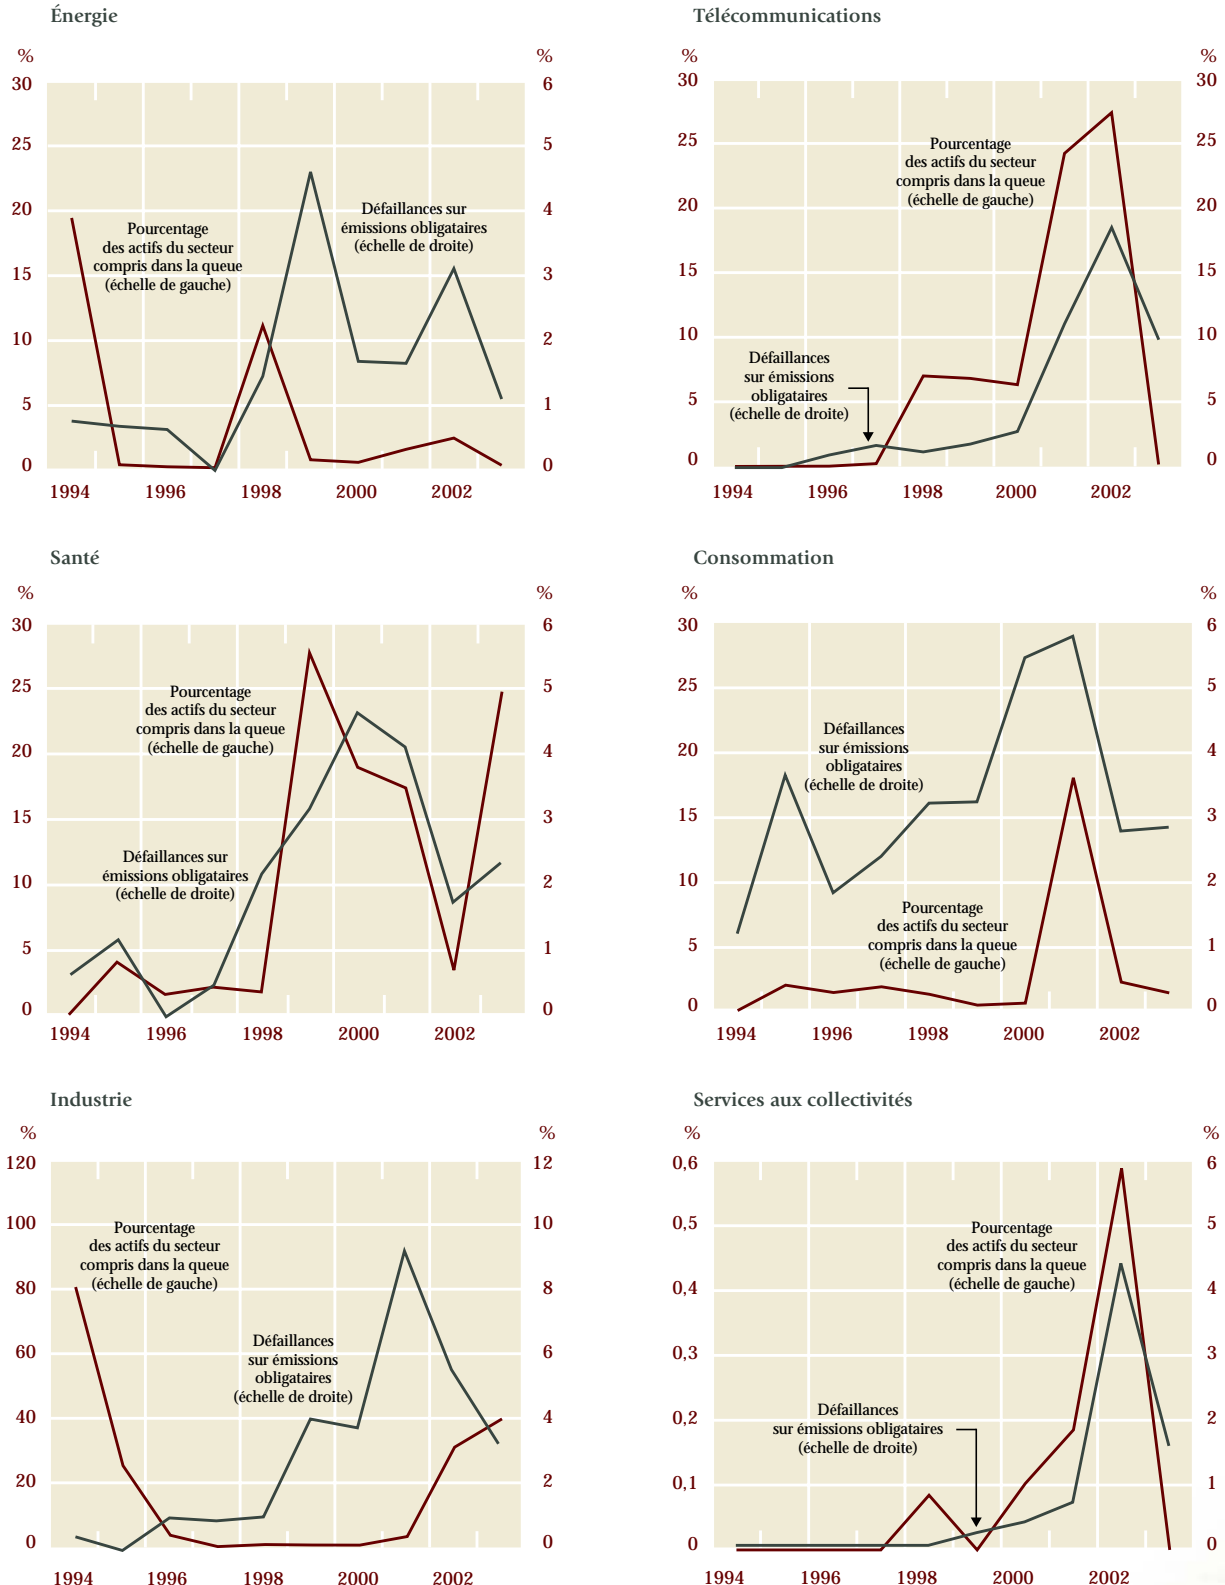 Énergie
%
%
30
25
20
15
10
5
0
6
5
4
3
2
1
0
Pourcentage
des actifs du secteur
compris dans la queue
(échelle de gauche)
Défaillances sur
émissions obligataires
(échelle de droite)
1994
1996
1998
2000
2002
Télécommunications
%
%
30
25
20
15
10
5
0
30
25
20
15
10
5
0
Pourcentage
des actifs du secteur
compris dans la queue
(échelle de gauche)
Défaillances
sur émissions
obligataires
(échelle de droite)
1994
1996
1998
2000
2002
Santé
%
%
30
25
20
15
10
5
0
6
5
4
3
2
1
0
Pourcentage
des actifs du secteur
compris dans la queue
(échelle de gauche)
Défaillances sur
émissions obligataires
(échelle de droite)
1994
1996
1998
2000
2002
Consommation
%
%
30
25
20
15
10
5
0
6
5
4
3
2
1
0
Défaillances
sur émissions
obligataires
(échelle de droite)
Pourcentage
des actifs du secteur
compris dans la queue
(échelle de gauche)
1994
1996
1998
2000
2002
Industrie
%
%
120
100
80
60
40
20
0
12
10
8
6
4
2
0
Pourcentage
des actifs du secteur
compris dans la queue
(échelle de gauche)
Défaillances
sur émissions
obligataires
(échelle de droite)
1994
1996
1998
2000
2002
Services aux collectivités
%
%
0,6
0,5
0,4
0,3
0,2
0,1
0
6
5
4
3
2
1
0
Pourcentage
des actifs du secteur
compris dans la queue
(échelle de gauche)
Défaillances
sur émissions obligataires
(échelle de droite)
1994
1996
1998
2000
2002